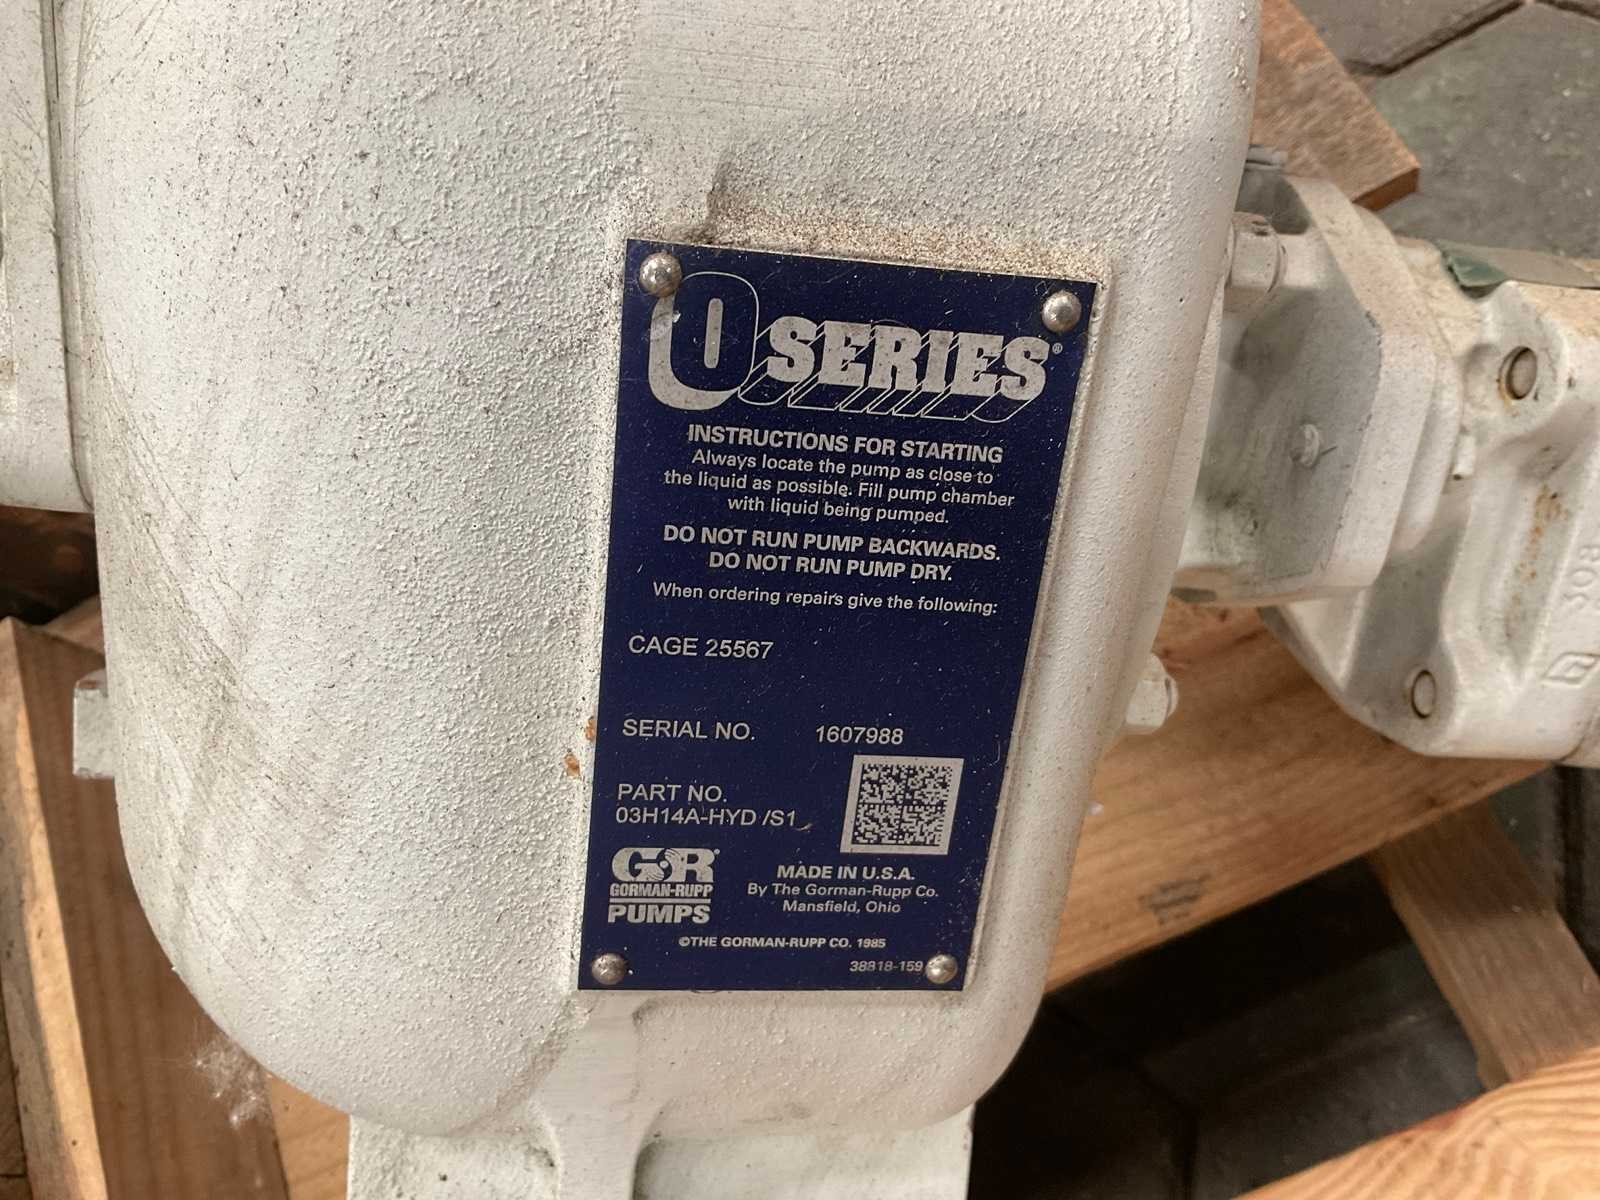 O SERIES®
INSTRUCTIONS FOR STARTING
Always locate the pump as close to
the liquid as possible. Fill pump chamber
with liquid being pumped.
DO NOT RUN PUMP BACKWARDS.
DO NOT RUN PUMP DRY.
When ordering repairs give the following:
CAGE 25567
SERIAL NO. 1607988
PART NO.
03H14A-HYD /S1
G&R®
GORMAN-RUPP
PUMPS
MADE IN U.S.A.
By The Gorman-Rupp Co.
Mansfield, Ohio
©THE GORMAN-RUPP CO. 1985
38818-159